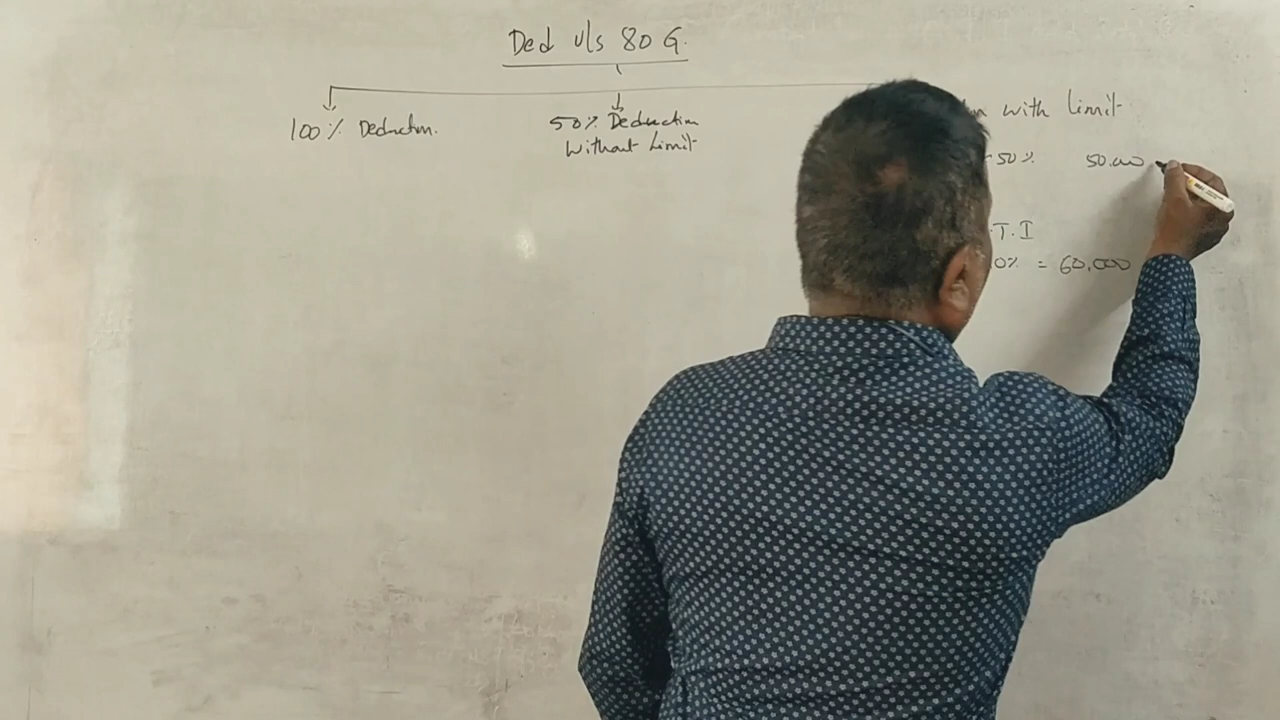 Ded u/s 80 G.
100% Deduction.
50% Deduction
Without Limit
with limit
50% 50.000
.T.I
0% = 60,000